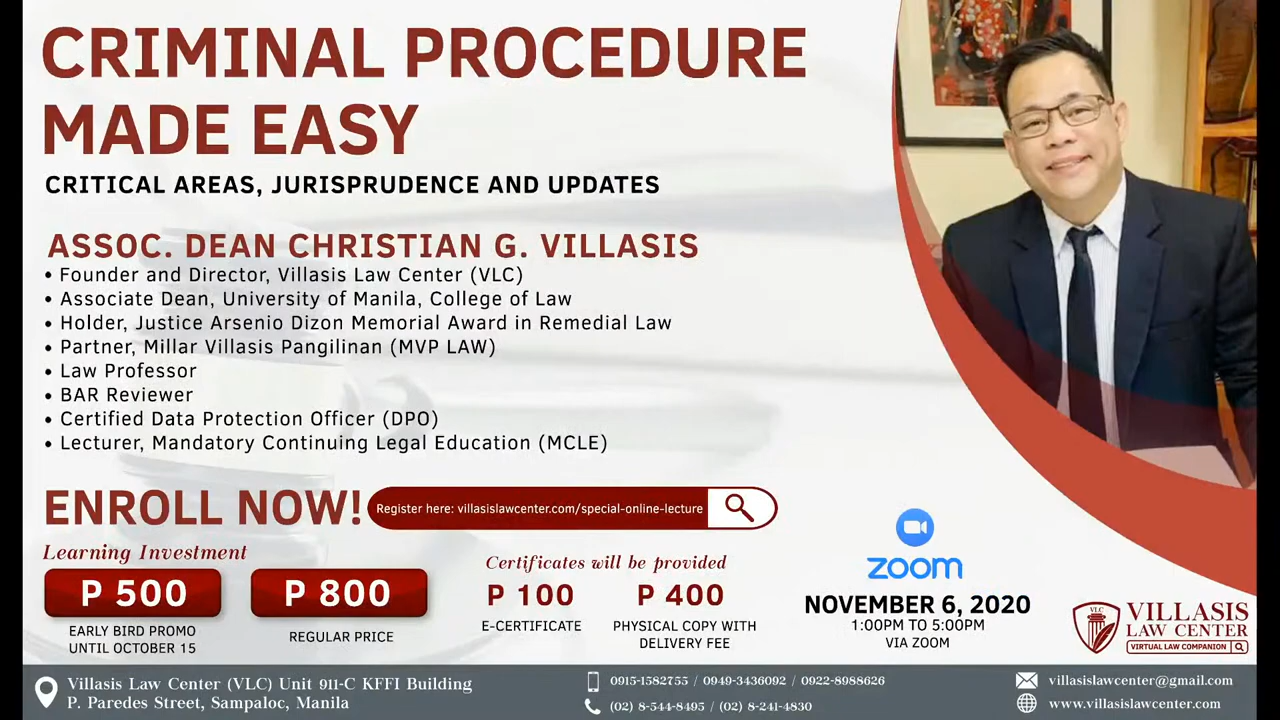 CRIMINAL PROCEDURE
MADE EASY
CRITICAL AREAS, JURISPRUDENCE AND UPDATES
ASSOC. DEAN CHRISTIAN G. VILLASIS
• Founder and Director, Villasis Law Center (VLC)
• Associate Dean, University of Manila, College of Law
• Holder, Justice Arsenio Dizon Memorial Award in Remedial Law
• Partner, Millar Villasis Pangilinan (MVP LAW)
• Law Professor
• BAR Reviewer
• Certified Data Protection Officer (DPO)
• Lecturer, Mandatory Continuing Legal Education (MCLE)
ENROLL NOW!
Register here: villasislawcenter.com/special-online-lecture
Learning Investment
P 500
EARLY BIRD PROMO
UNTIL OCTOBER 15
P 800
REGULAR PRICE
Certificates will be provided
P 100
E-CERTIFICATE
P 400
PHYSICAL COPY WITH
DELIVERY FEE
zoom
NOVEMBER 6, 2020
1:00PM TO 5:00PM
VIA ZOOM
VLC
VILLASIS
LAW CENTER
VIRTUAL LAW COMPANION
Villasis Law Center (VLC) Unit 911-C KFFI Building
P. Paredes Street, Sampaloc, Manila
0915-1582755 / 0949-3436092 / 0922-8988626
(02) 8-544-8495 / (02) 8-241-4830
villasislawcenter@gmail.com
www.villasislawcenter.com